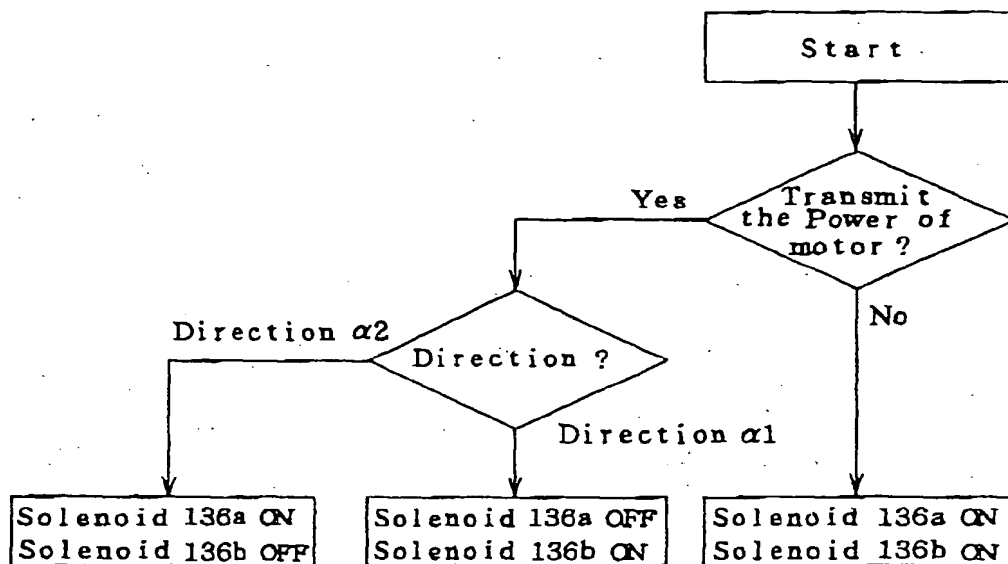 Start
Transmit
the Power of
motor ?
Yes
No
Direction α2
Direction ?
Direction α1
Solenoid 136a ON
Solenoid 136b OFF
Solenoid 136a OFF
Solenoid 136b ON
Solenoid 136a ON
Solenoid 136b ON